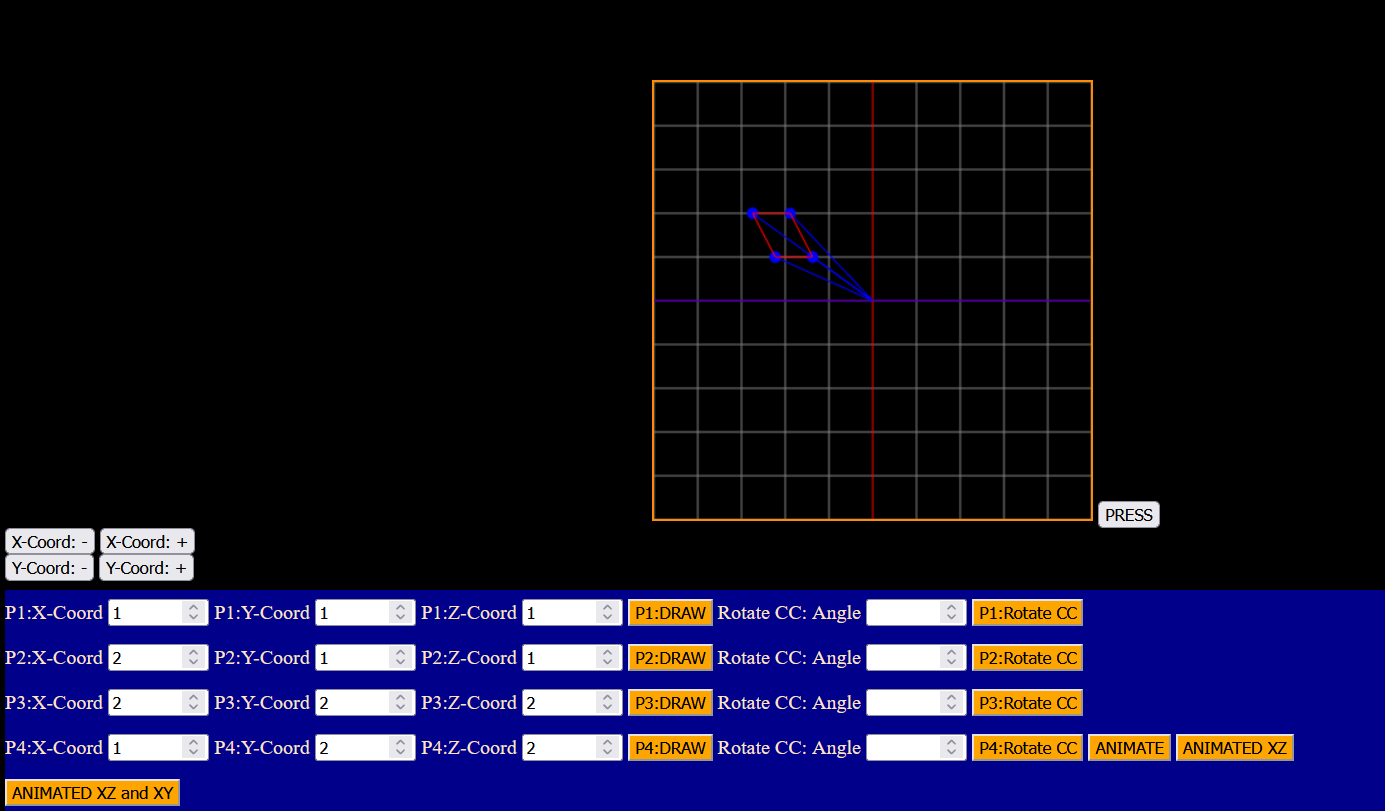 PRESS
X-Coord: - X-Coord: +
Y-Coord: - Y-Coord: +
P1:X-Coord 1 P1:Y-Coord 1 P1:Z-Coord 1 P1:DRAW Rotate CC: Angle P1:Rotate CC
P2:X-Coord 2 P2:Y-Coord 1 P2:Z-Coord 1 P2:DRAW Rotate CC: Angle P2:Rotate CC
P3:X-Coord 2 P3:Y-Coord 2 P3:Z-Coord 2 P3:DRAW Rotate CC: Angle P3:Rotate CC
P4:X-Coord 1 P4:Y-Coord 2 P4:Z-Coord 2 P4:DRAW Rotate CC: Angle P4:Rotate CC ANIMATE ANIMATED XZ
ANIMATED XZ and XY